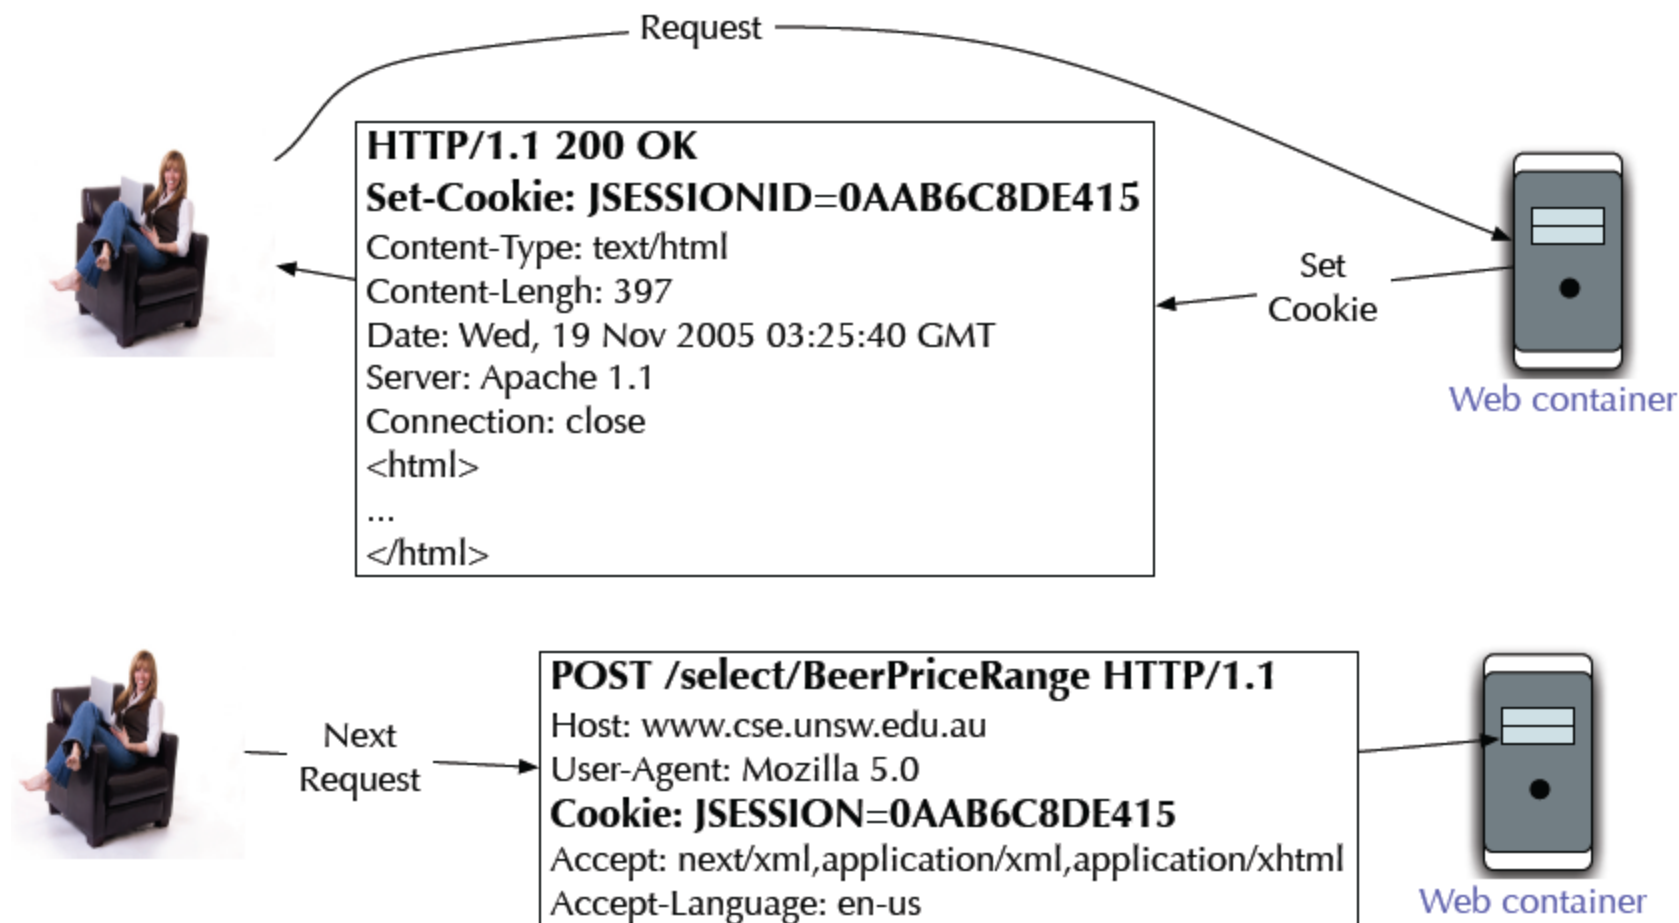 Request
HTTP/1.1 200 OK
Set-Cookie: JSESSIONID=0AAB6C8DE415
Content-Type: text/html
Content-Lengh: 397
Date: Wed, 19 Nov 2005 03:25:40 GMT
Server: Apache 1.1
Connection: close
<html>
...
</html>
Set
Cookie
Web container
Next
Request
POST /select/BeerPriceRange HTTP/1.1
Host: www.cse.unsw.edu.au
User-Agent: Mozilla 5.0
Cookie: JSESSION=0AAB6C8DE415
Accept: next/xml,application/xml,application/xhtml
Accept-Language: en-us
Web container